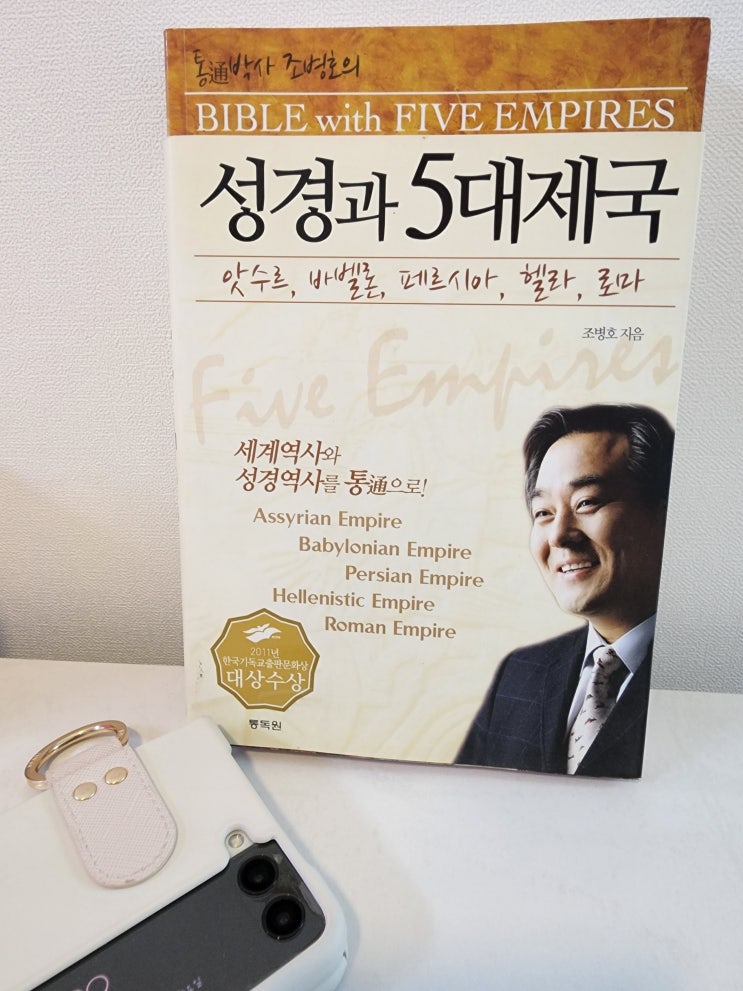 통通박사 조병호의
BIBLE with FIVE EMPIRES
성경과 5대제국
앗수르, 바벨론, 페르시아, 헬라, 로마
조병호 지음
Five Empires
세계역사와
성경역사를 통通으로!
Assyrian Empire
Babylonian Empire
Persian Empire
Hellenistic Empire
Roman Empire
2011년
한국기독교출판문화상
대상수상
통독원